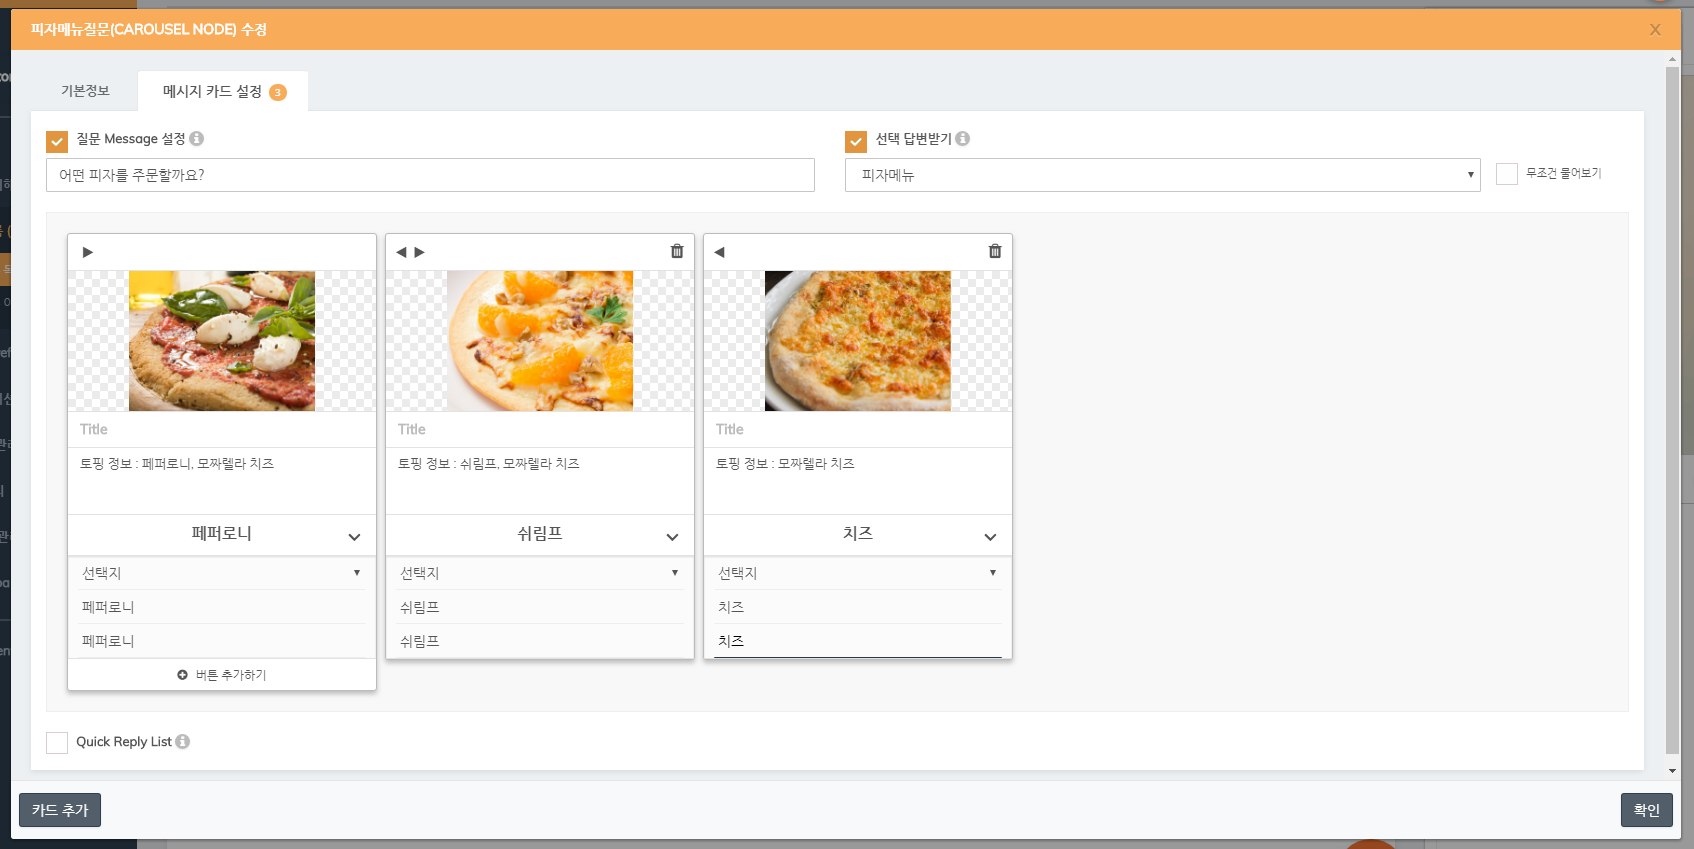 피자메뉴질문(CAROUSEL NODE) 수정
X
기본정보
메시지 카드 설정 3
질문 Message 설정
선택 답변받기
어떤 피자를 주문할까요?
피자메뉴
무조건 물어보기
Title
Title
Title
토핑 정보 : 페퍼로니, 모짜렐라 치즈
토핑 정보 : 쉬림프, 모짜렐라 치즈
토핑 정보 : 모짜렐라 치즈
페퍼로니
쉬림프
치즈
선택지
선택지
선택지
페퍼로니
쉬림프
치즈
페퍼로니
쉬림프
치즈
버튼 추가하기
Quick Reply List
카드 추가
확인